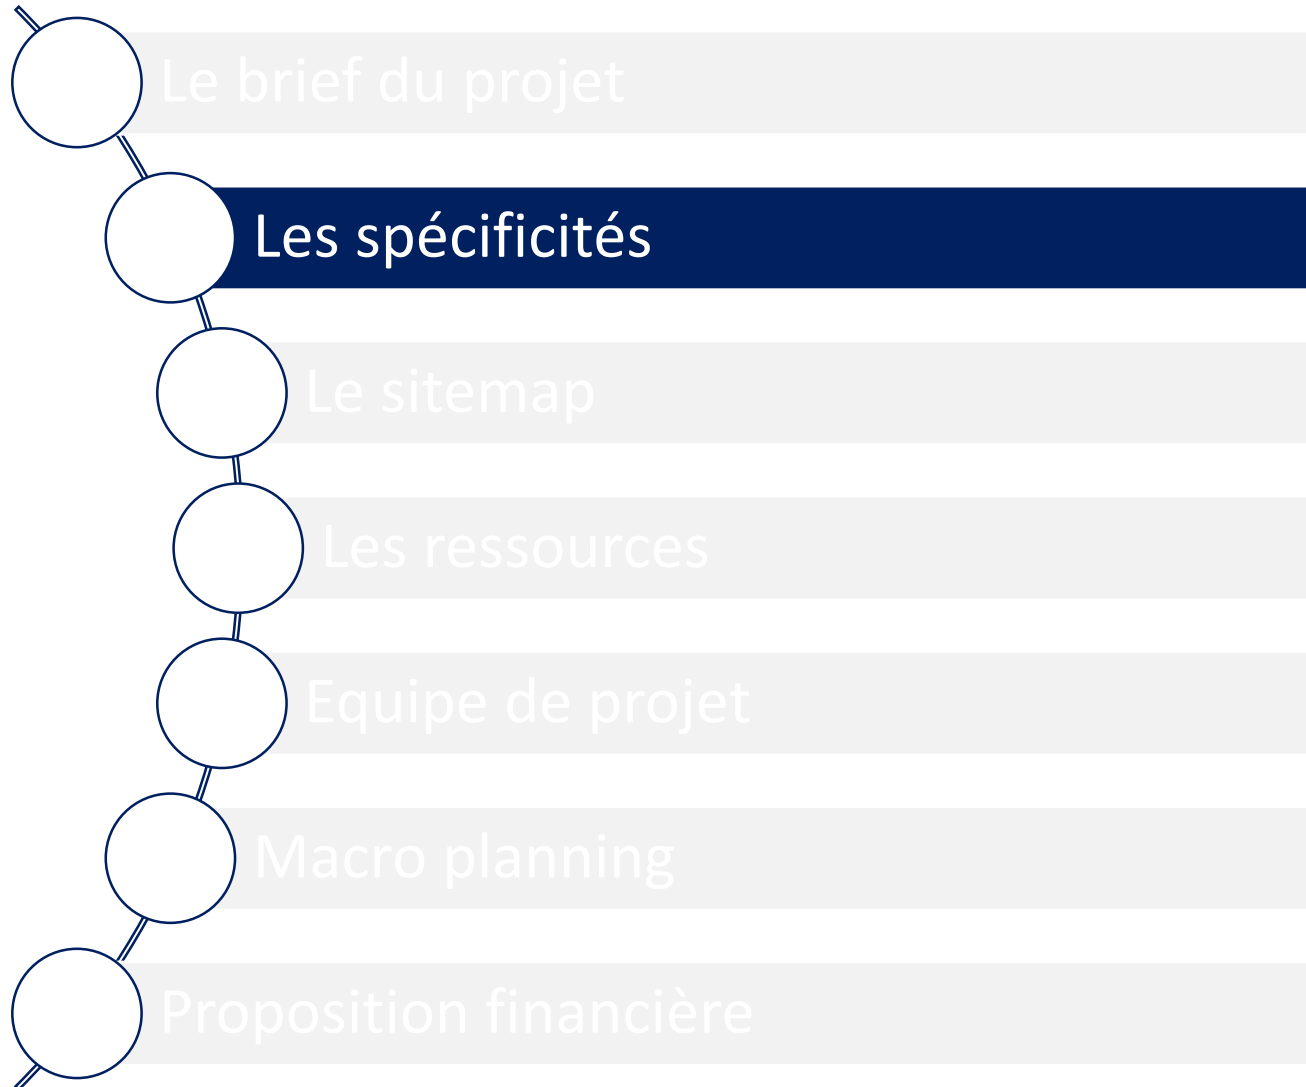 Le brief du projet
Les spécificités
Le sitemap
Les ressources
Equipe de projet
Macro planning
Proposition financière